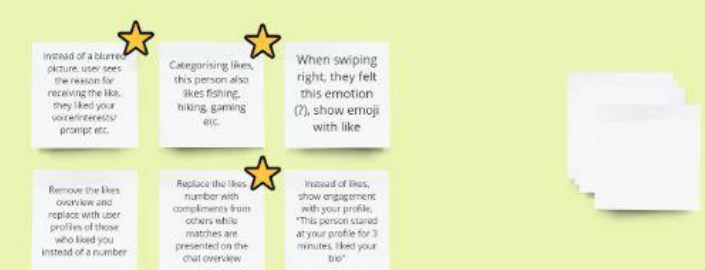 Instead of a blurred
picture, user sees
the reason for
receiving the like,
they liked your
voice/interests/
prompt etc.
Categorising likes,
this person also
likes fishing,
hiking, gaming
etc.
When swiping
right, they felt
this emotion
(?), show emoji
with like
Remove the likes
overview and
replace with user
profiles of those
who liked you
instead of a number
Replace the likes
number with
compliments from
others while
matches are
presented on the
chat overview
Instead of likes,
show engagement
with your profile,
"This person stared
at your profile for 3
minutes, liked your
bio"